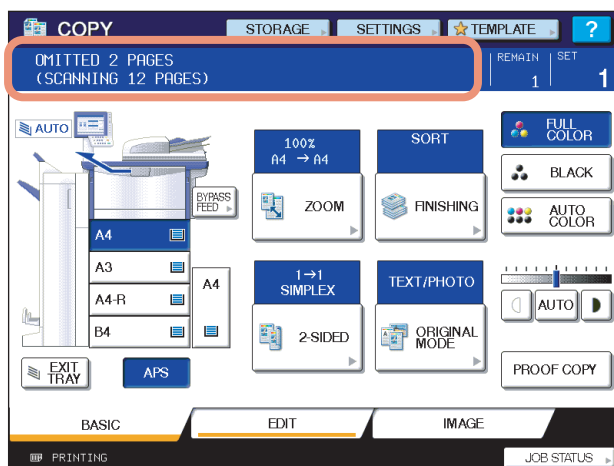 COPY
STORAGE
SETTINGS
TEMPLATE
?
OMITTED 2 PAGES
(SCANNING 12 PAGES)
REMAIN
1
SET
1
AUTO
100%
A4 → A4
ZOOM
SORT
FINISHING
FULL
COLOR
BLACK
AUTO
COLOR
BYPASS
FEED
A4
A3
A4-R
B4
A4
1→1
SIMPLEX
2-SIDED
TEXT/PHOTO
ORIGINAL
MODE
AUTO
EXIT
TRAY
APS
PROOF COPY
BASIC
EDIT
IMAGE
PRINTING
JOB STATUS